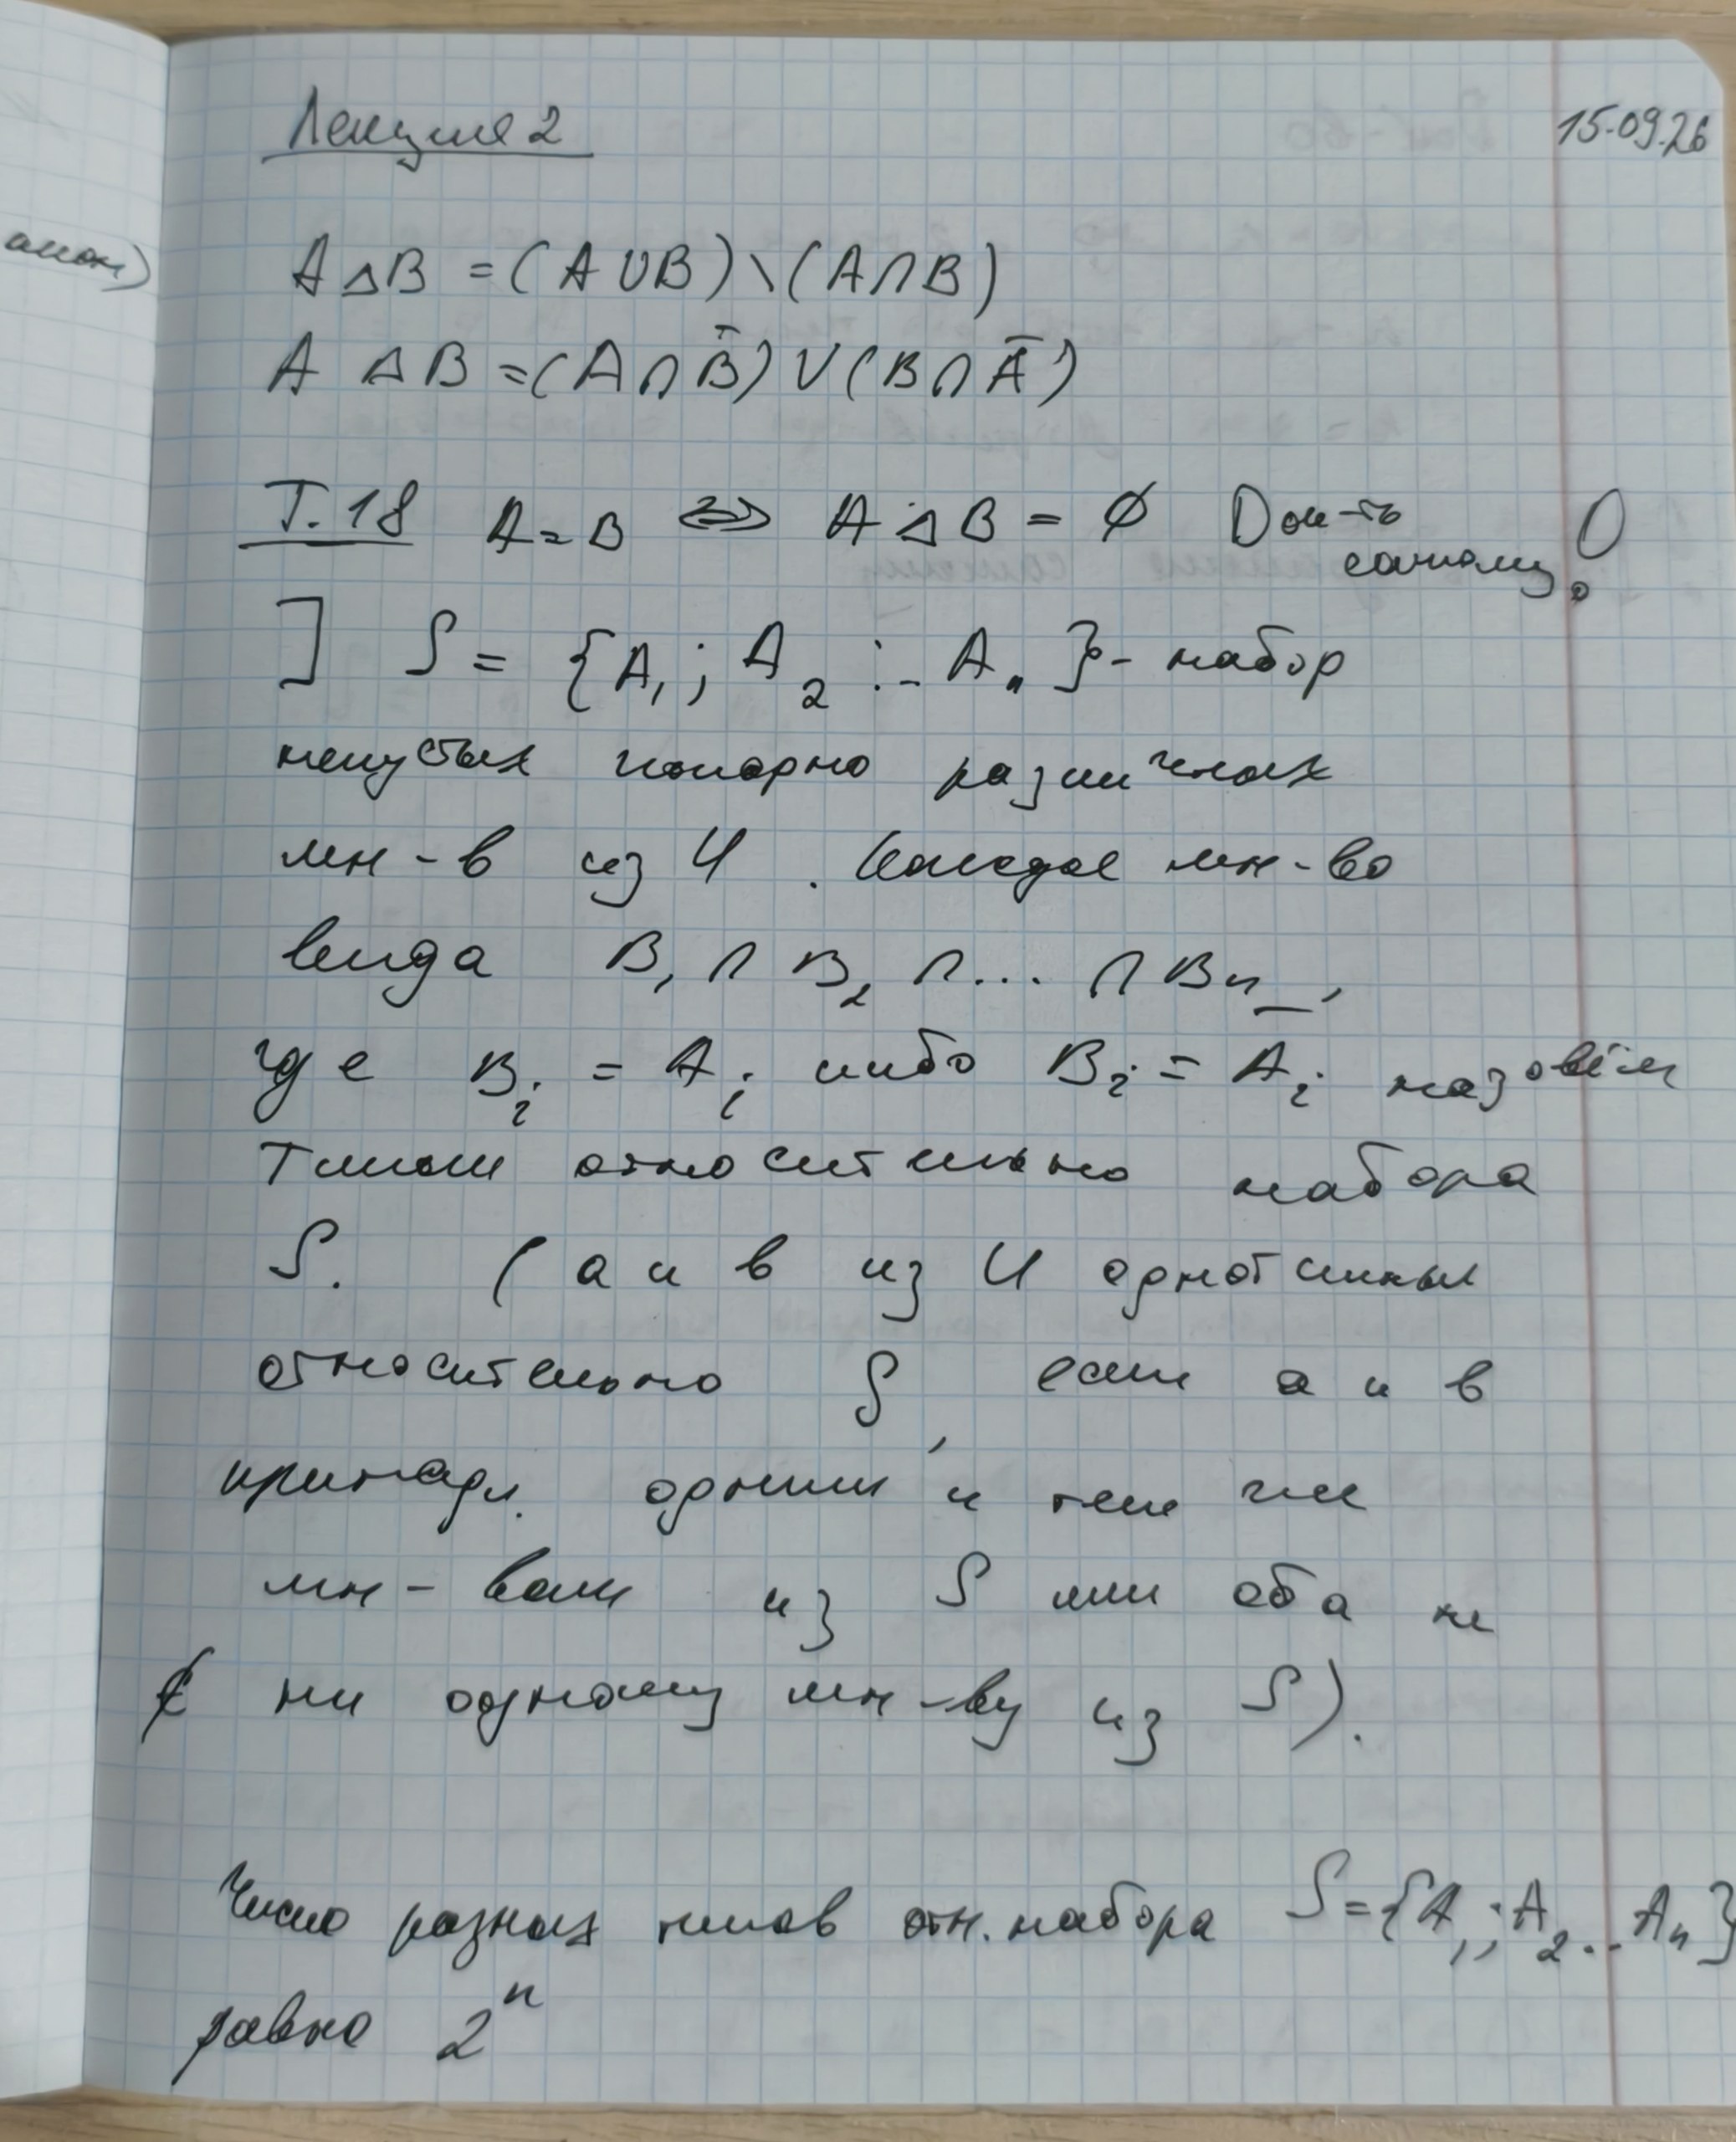 Лекция 2
15.09.26
A △ B = (A ∪ B) \ (A ∩ B)
A △ B = (A ∩ B̄) ∪ (B ∩ Ā)
Т.18 A = B ⇔ A △ B = ∅ Док-ть
самому!
] S = {A₁; A₂; … Aₙ} - набор
непустых попарно различных
мн-в из U. Каждое мн-во
вида B₁ ∩ B₂ ∩ ... ∩ Bₙ,
где Bᵢ = Aᵢ либо Bᵢ = Āᵢ назовём
типом относительно набора
S. (а и в из U однотипны
относительно S, если а и в
принадл. одним и тем же
мн-вам из S или оба не
∉ ни одному мн-ву из S).
Число разных типов отн. набора S = {A₁; A₂... Aₙ}
равно 2ⁿ